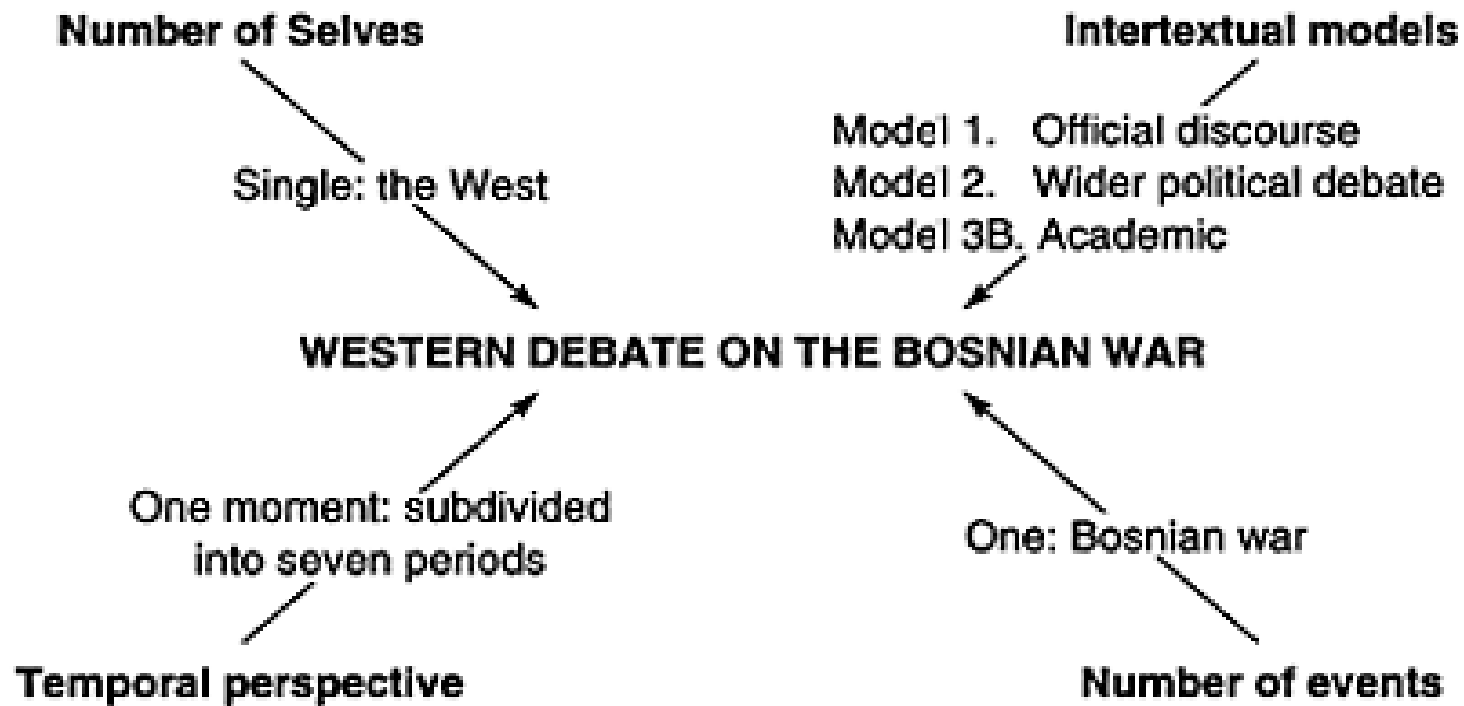 Number of Selves
Intertextual models
Single: the West
Model 1. Official discourse
Model 2. Wider political debate
Model 3B. Academic
WESTERN DEBATE ON THE BOSNIAN WAR
One moment: subdivided
into seven periods
One: Bosnian war
Temporal perspective
Number of events